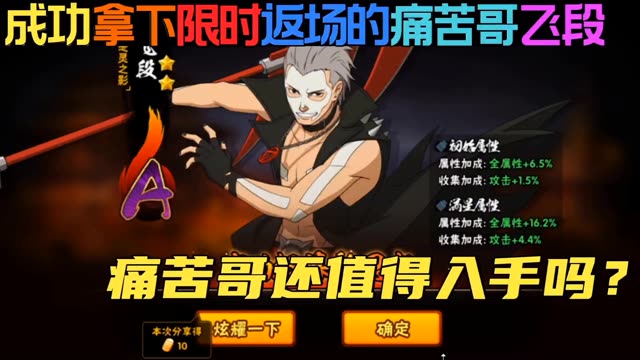 成功拿下限时返场的痛苦哥飞段
段
A
初始属性
属性加成: 全属性+6.5%
收集加成: 攻击+1.5%
满星属性
属性加成: 全属性+16.2%
收集加成: 攻击+4.4%
痛苦哥还值得入手吗？
本次分享得
10
炫耀一下
确定